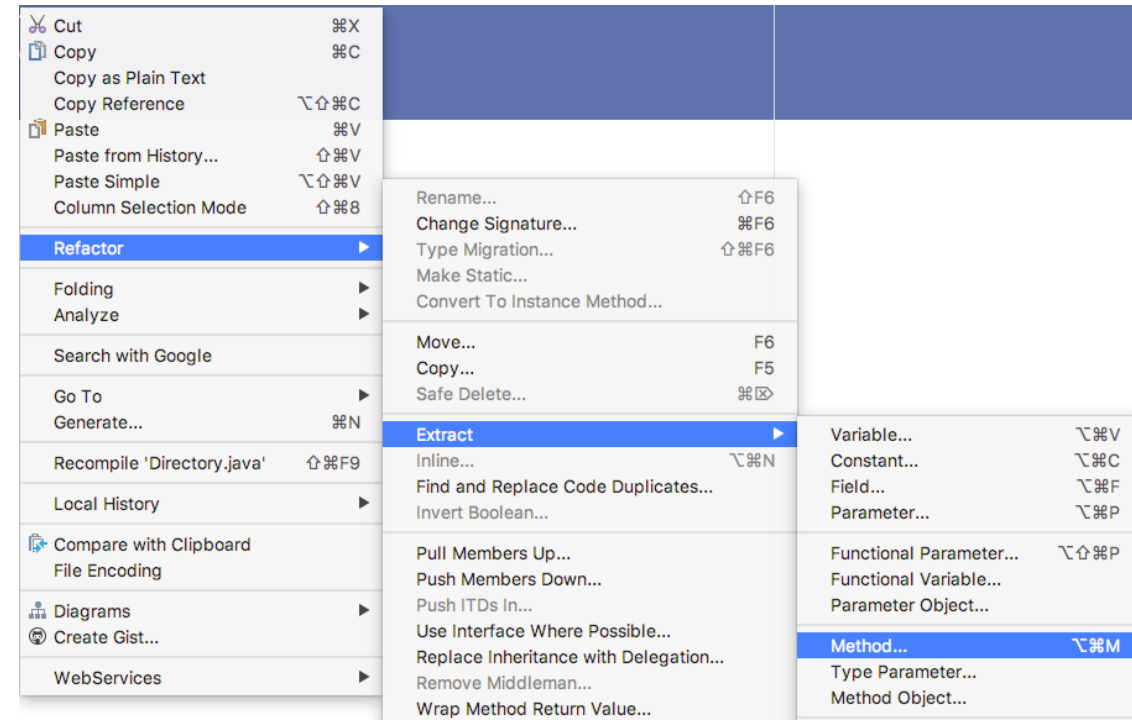 Cut ⌘X
Copy ⌘C
Copy as Plain Text
Copy Reference ⌥⇧⌘C
Paste ⌘V
Paste from History... ⇧⌘V
Paste Simple ⌥⇧⌘V
Column Selection Mode ⇧⌘8
Refactor
Folding
Analyze
Search with Google
Go To
Generate... ⌘N
Recompile 'Directory.java' ⇧⌘F9
Local History
Compare with Clipboard
File Encoding
Diagrams
Create Gist...
WebServices
Rename... ⇧F6
Change Signature... ⌘F6
Type Migration... ⇧⌘F6
Make Static...
Convert To Instance Method...
Move... F6
Copy... F5
Safe Delete... ⌘⌦
Extract
Inline... ⌥⌘N
Find and Replace Code Duplicates...
Invert Boolean...
Pull Members Up...
Push Members Down...
Push ITDs In...
Use Interface Where Possible...
Replace Inheritance with Delegation...
Remove Middleman...
Wrap Method Return Value...
Variable... ⌥⌘V
Constant... ⌥⌘C
Field... ⌥⌘F
Parameter... ⌥⌘P
Functional Parameter... ⌥⇧⌘P
Functional Variable...
Parameter Object...
Method... ⌥⌘M
Type Parameter...
Method Object...